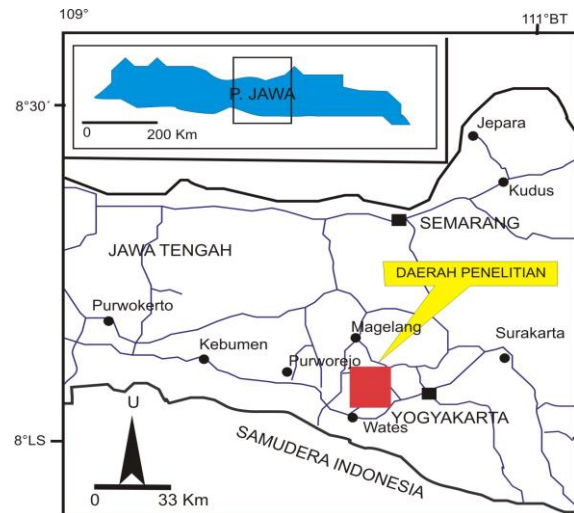 109°
111°BT
8°30´
P. JAWA
0 200 Km
Jepara
Kudus
SEMARANG
JAWA TENGAH
DAERAH PENELITIAN
Purwokerto
Magelang
Kebumen
Purworejo
Surakarta
YOGYAKARTA
Wates
8°LS
U
SAMUDERA INDONESIA
0 33 Km